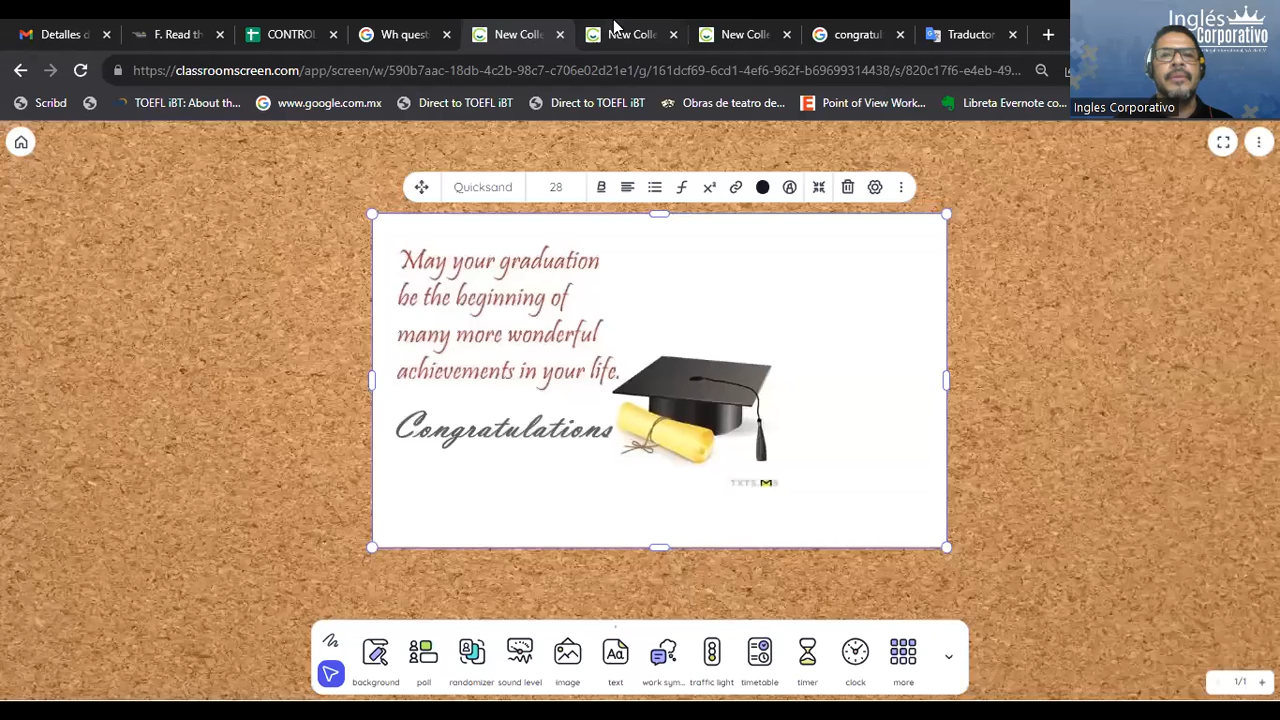 Detalles d
F. Read th
CONTROL
Wh quest
New Colle
New Colle
New Colle
congratul
Traductor
https://classroomscreen.com/app/screen/w/590b7aac-18db-4e2b-98c7-c706e02d21e1/g/161dcf69-6cd1-4ef6-962f-b69699314438/s/820c17f6-e4eb-49...
Scribd
TOEFL iBT: About th...
www.google.com.mx
Direct to TOEFL iBT
Direct to TOEFL iBT
Obras de teatro de...
Point of View Work...
Libreta Evernote co...
Inglés
Corporativo
Ingles Corporativo
Quicksand
28
May your graduation
be the beginning of
many more wonderful
achievements in your life.
Congratulations
background
poll
randomizer
sound level
image
text
work sym...
traffic light
timetable
timer
clock
more
1/1